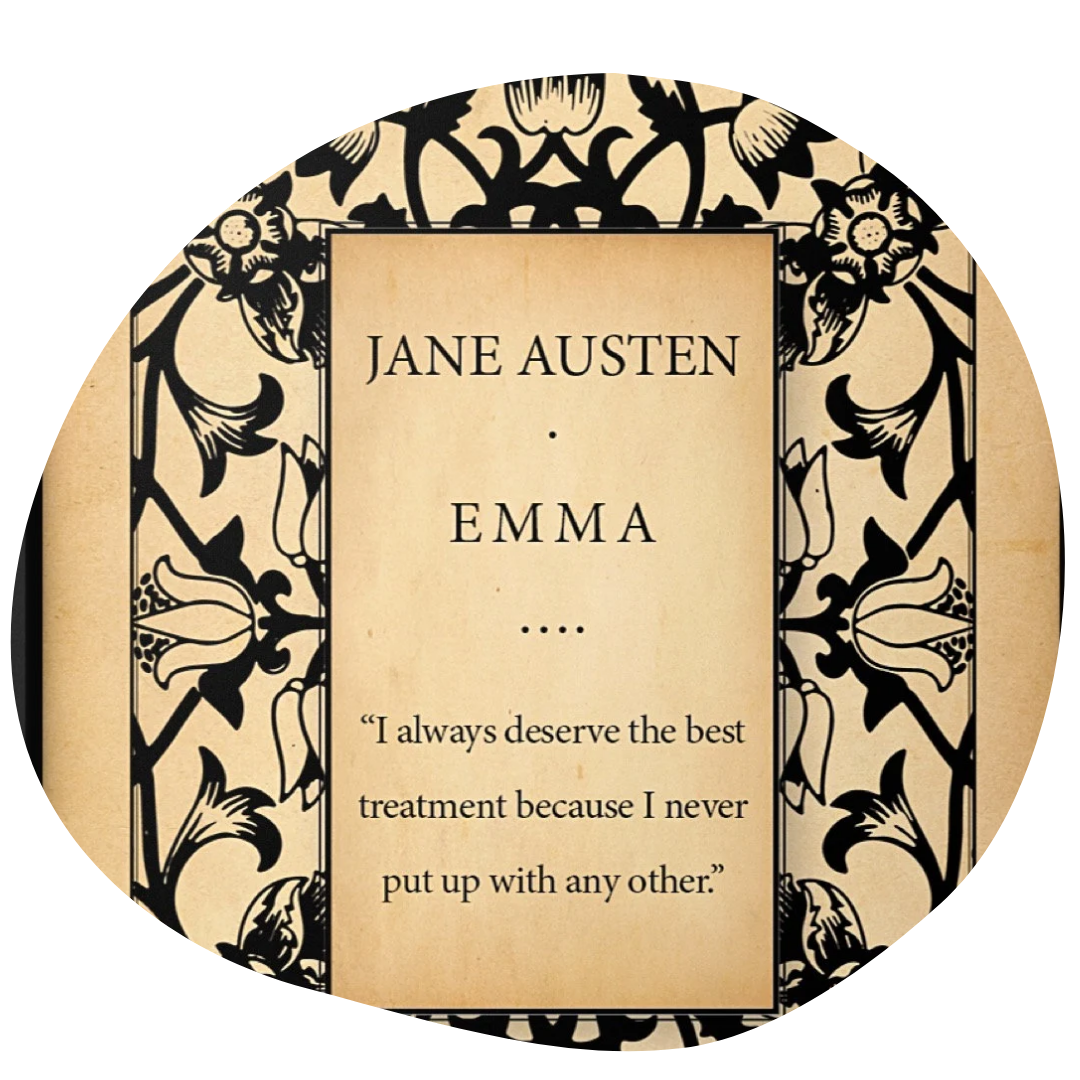 JANE AUSTEN
·
EMMA
....
“I always deserve the best
treatment because I never
put up with any other.”